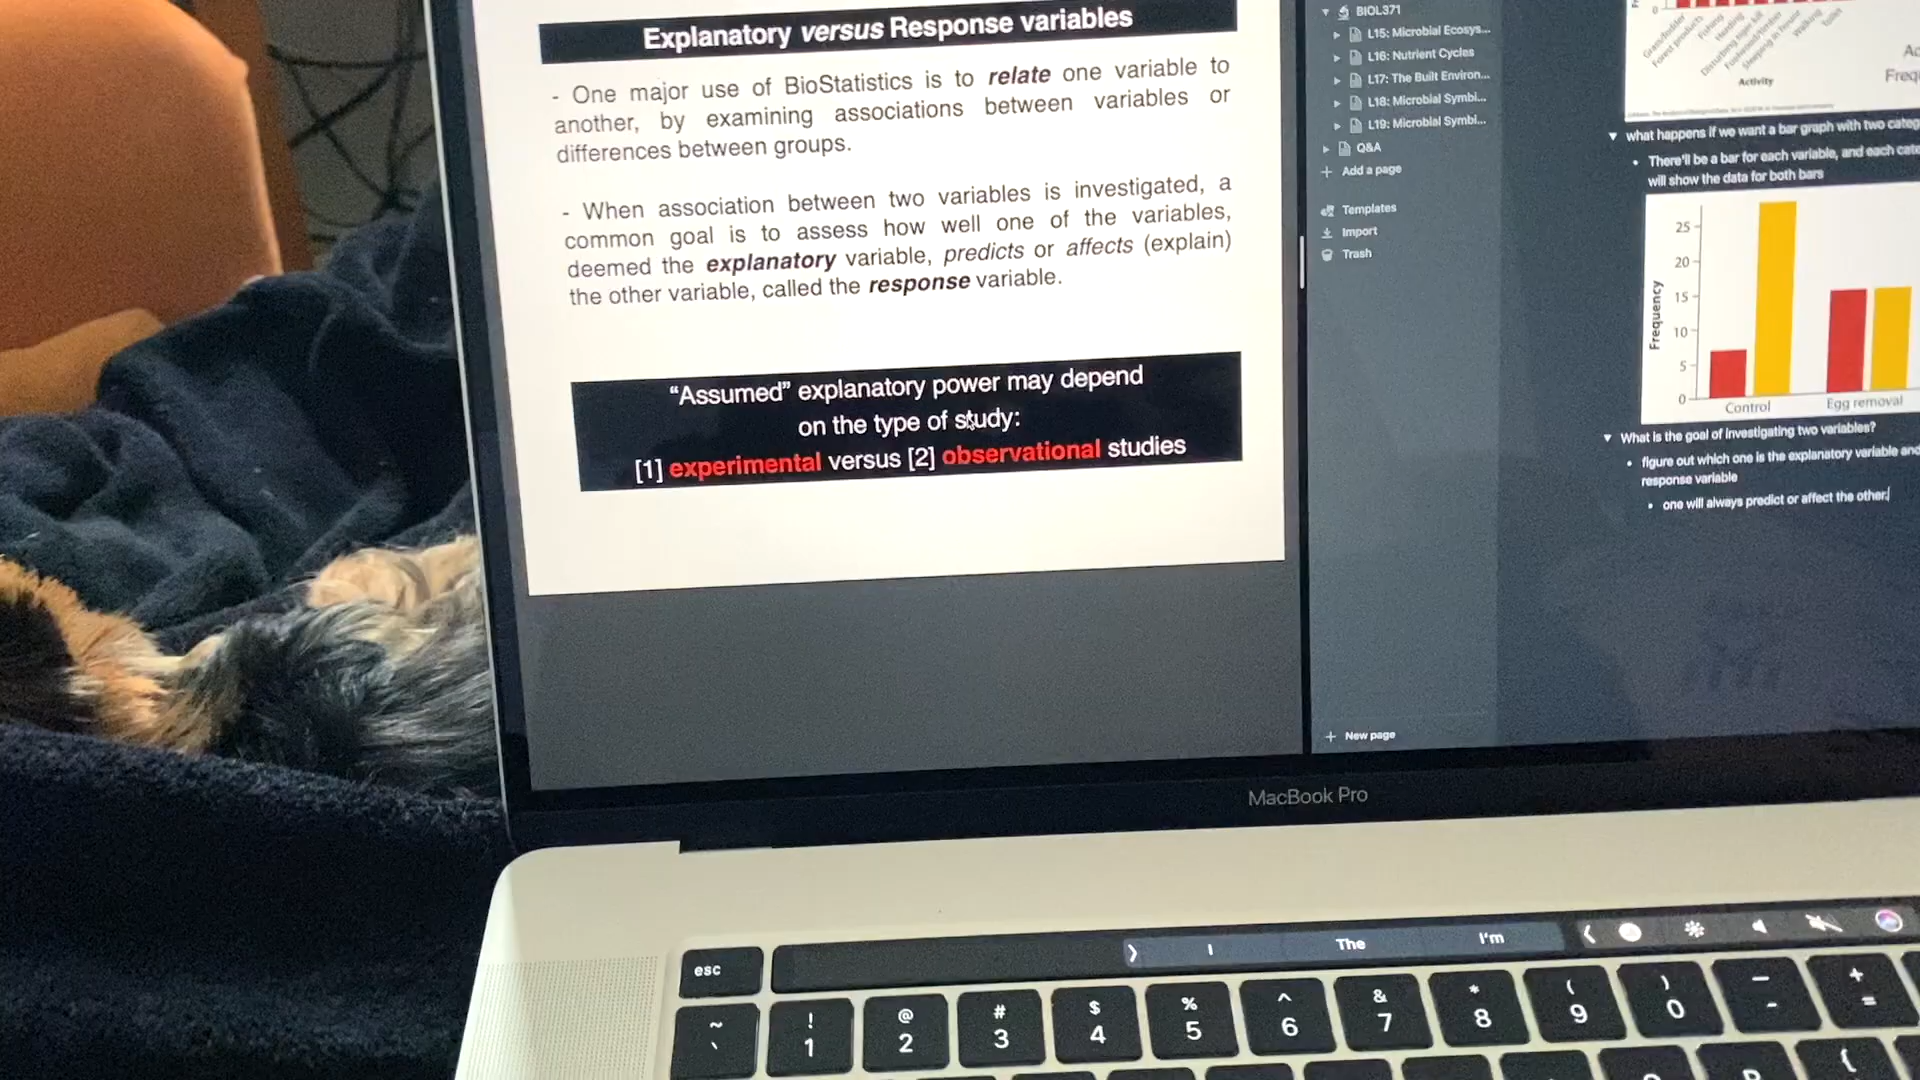 Explanatory versus Response variables
- One major use of BioStatistics is to relate one variable to
another, by examining associations between variables or
differences between groups.
- When association between two variables is investigated, a
common goal is to assess how well one of the variables,
deemed the explanatory variable, predicts or affects (explain)
the other variable, called the response variable.
“Assumed” explanatory power may depend
on the type of study:
[1] experimental versus [2] observational studies
BIOL371
L15: Microbial Ecosys...
L16: Nutrient Cycles
L17: The Built Environ...
L18: Microbial Symbi...
L19: Microbial Symbi...
Q&A
+ Add a page
Templates
Import
Trash
+ New page
0
Activity
what happens if we want a bar graph with two categ
• There'll be a bar for each variable, and each cate
will show the data for both bars
25
20
15
10
5
0
Frequency
Control
Egg removal
What is the goal of investigating two variables?
• figure out which one is the explanatory variable and
response variable
• one will always predict or affect the other.
MacBook Pro
I The I'm
esc
~ ! @ # $ % ^ & * ( ) _ +
` 1 2 3 4 5 6 7 8 9 0 - =
{